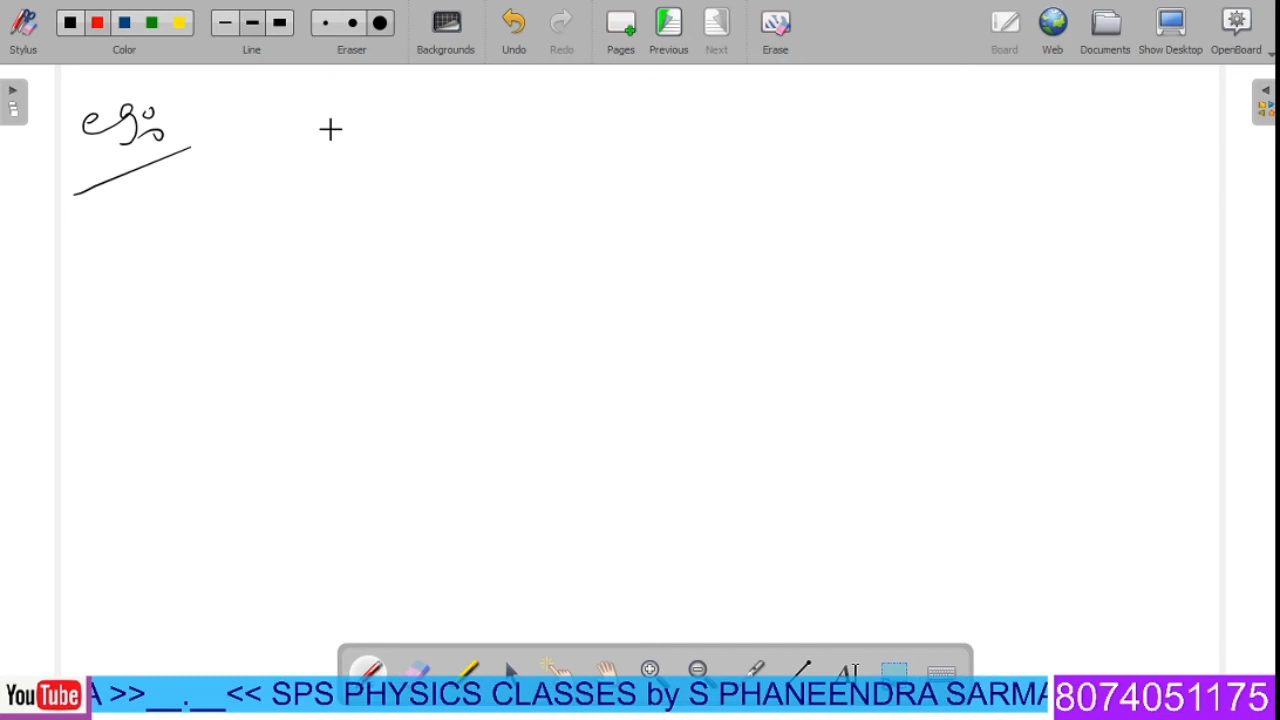 Stylus Color Line Eraser Backgrounds Undo Redo Pages Previous Next Erase Board Web Documents Show Desktop OpenBoard
eg:
YouTube A >>__.__<< SPS PHYSICS CLASSES by S PHANEENDRA SARMA 8074051175